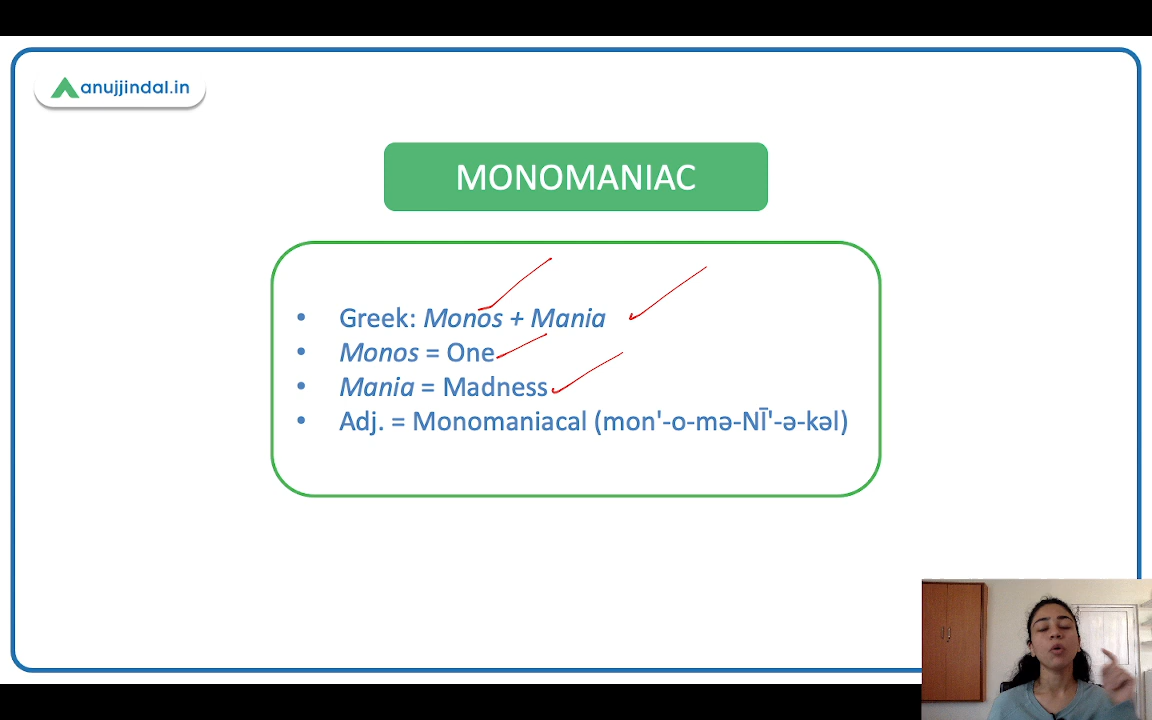 anujjindal.in
MONOMANIAC
• Greek: Monos + Mania
• Monos = One
• Mania = Madness
• Adj. = Monomaniacal (mon'-o-mə-NĪ'-ə-kəl)